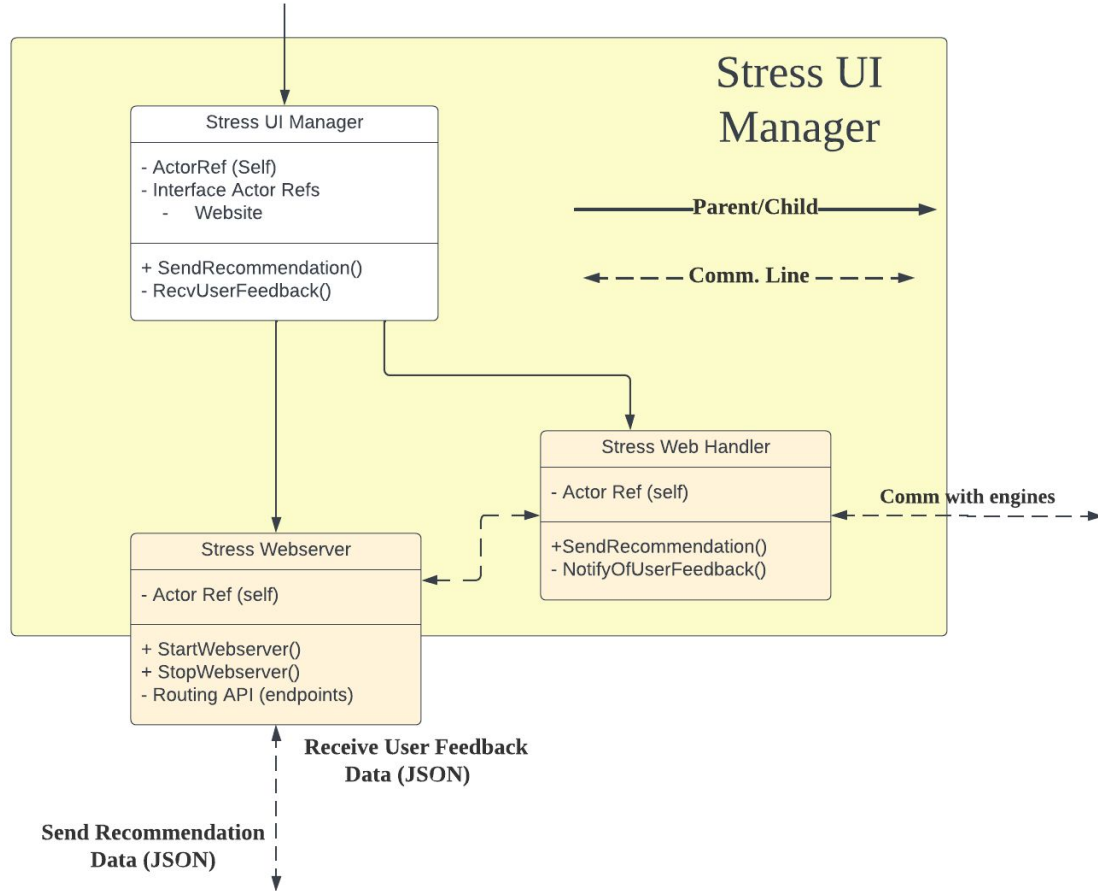 Stress UI
Manager
Stress UI Manager
- ActorRef (Self)
- Interface Actor Refs
- Website
+ SendRecommendation()
- RecvUserFeedback()
Parent/Child
Comm. Line
Stress Web Handler
- Actor Ref (self)
+SendRecommendation()
- NotifyOfUserFeedback()
Comm with engines
Stress Webserver
- Actor Ref (self)
+ StartWebserver()
+ StopWebserver()
- Routing API (endpoints)
Receive User Feedback
Data (JSON)
Send Recommendation
Data (JSON)